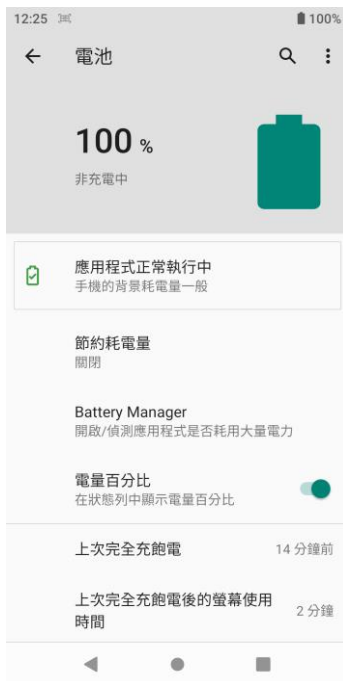 12:25 100%
電池
100 %
非充電中
應用程式正常執行中
手機的背景耗電量一般
節約耗電量
關閉
Battery Manager
開啟/偵測應用程式是否耗用大量電力
電量百分比
在狀態列中顯示電量百分比
上次完全充飽電 14 分鐘前
上次完全充飽電後的螢幕使用
時間 2 分鐘